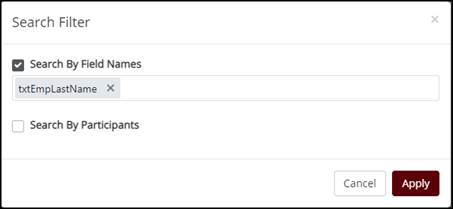 Search Filter ×
Search By Field Names
txtEmpLastName ×
Search By Participants
Cancel Apply